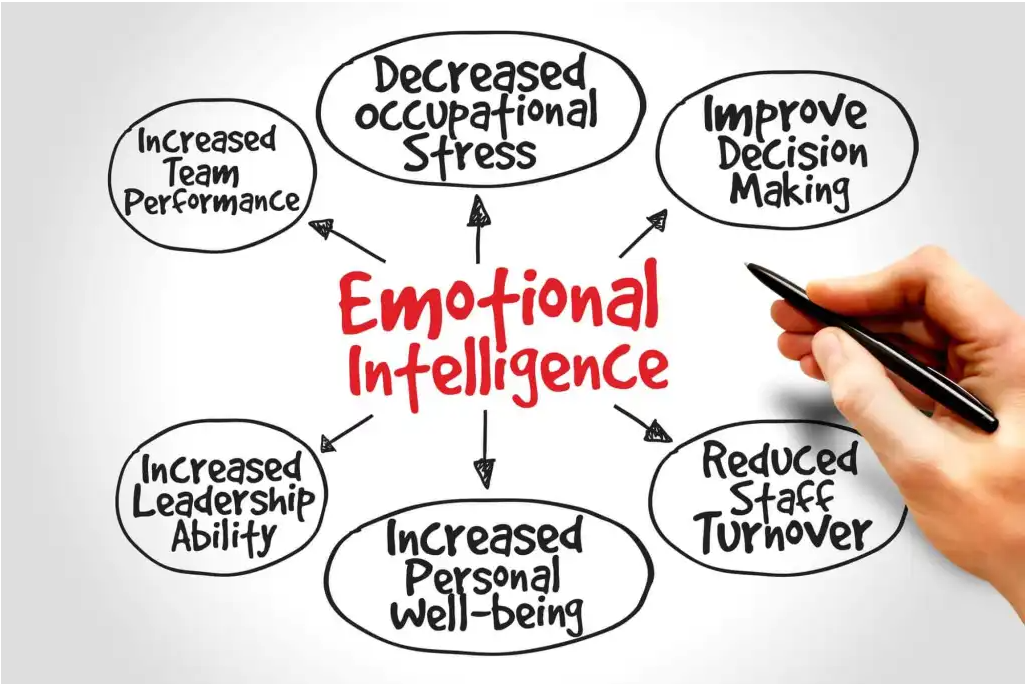 Increased
Team
Performance
Decreased
Occupational
Stress
Improve
Decision
Making
Emotional
Intelligence
Increased
Leadership
Ability
Increased
Personal
Well-being
Reduced
Staff
Turnover